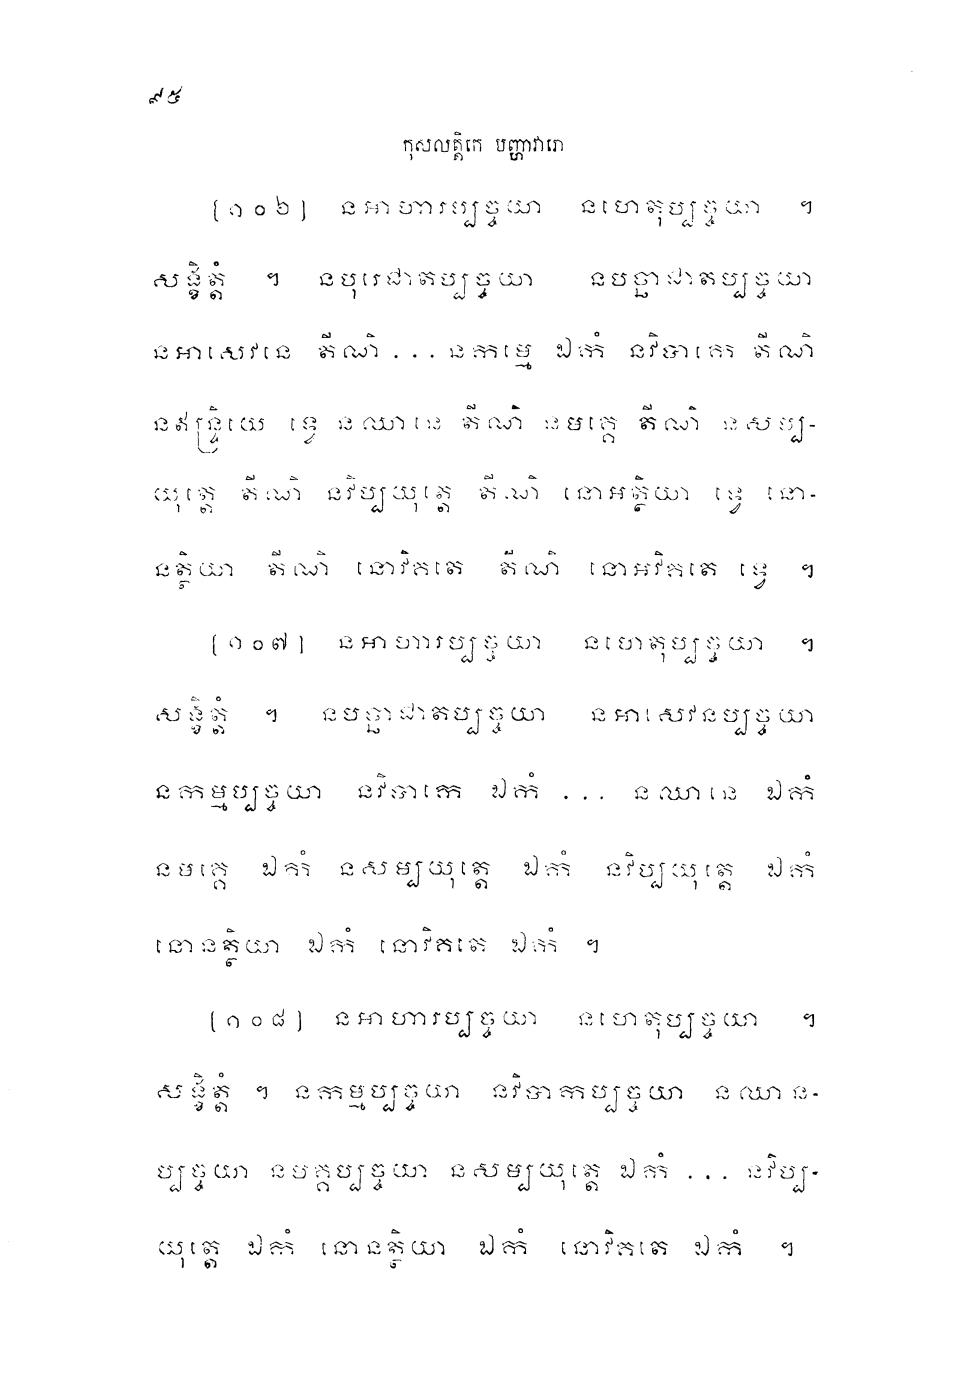 ៩៥
កុសលត្តិកេ បញ្ហាវារោ
[១០៦] នអាហារប្បច្ចយា នហេតុប្បច្ចយា ។
សង្ខិត្តំ ។ នបុរេជាតប្បច្ចយា នបច្ឆាជាតប្បច្ចយា
នអាសេវនេ តីណិ ... នកម្មេ ឯកំ នវិបាកេ តីណិ
នឥន្ទ្រិយេ ទ្វេ នឈានេ តីណិ នមគ្គេ តីណិ នសម្ប-
យុត្តេ តីណិ នវិប្បយុត្តេ តីណិ នោអត្ថិយា ទ្វេ នោ-
នត្ថិយា តីណិ នោវិគតេ តីណិ នោអវិគតេ ទ្វេ ។
[១០៧] នអាហារប្បច្ចយា នហេតុប្បច្ចយា ។
សង្ខិត្តំ ។ នបច្ឆាជាតប្បច្ចយា នអាសេវនប្បច្ចយា
នកម្មប្បច្ចយា នវិបាកេ ឯកំ ... នឈានេ ឯកំ
នមគ្គេ ឯកំ នសម្បយុត្តេ ឯកំ នវិប្បយុត្តេ ឯកំ
នោនត្ថិយា ឯកំ នោវិគតេ ឯកំ ។
[១០៨] នអាហារប្បច្ចយា នហេតុប្បច្ចយា ។
សង្ខិត្តំ ។ នកម្មប្បច្ចយា នវិបាកប្បច្ចយា នឈាន-
ប្បច្ចយា នមគ្គប្បច្ចយា នសម្បយុត្តេ ឯកំ ... នវិប្ប-
យុត្តេ ឯកំ នោនត្ថិយា ឯកំ នោវិគតេ ឯកំ ។